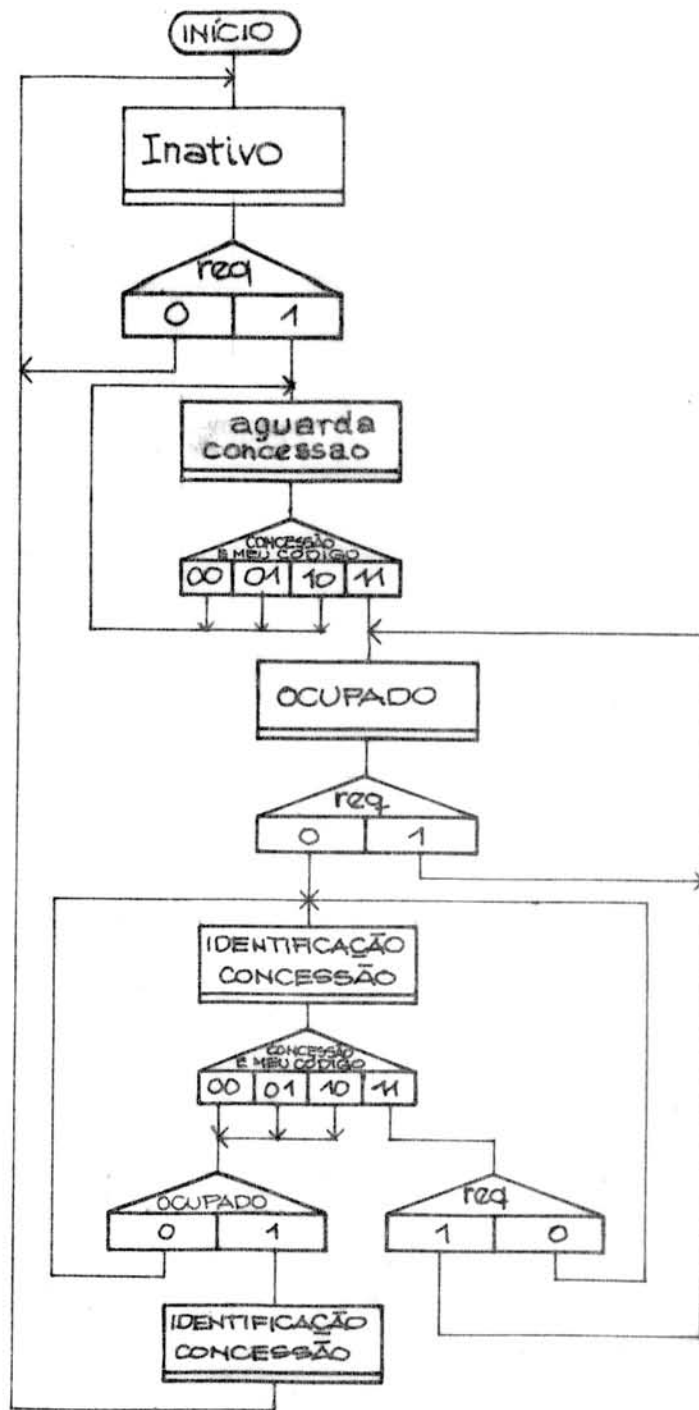 INÍCIO
Inativo
req
0 1
aguarda
concessao
CONCESSÃO
E MEU CÓDIGO
00 01 10 11
OCUPADO
req
0 1
IDENTIFICAÇÃO
CONCESSÃO
CONCESSÃO
E MEU CÓDIGO
00 01 10 11
OCUPADO
0 1
req
1 0
IDENTIFICAÇÃO
CONCESSÃO